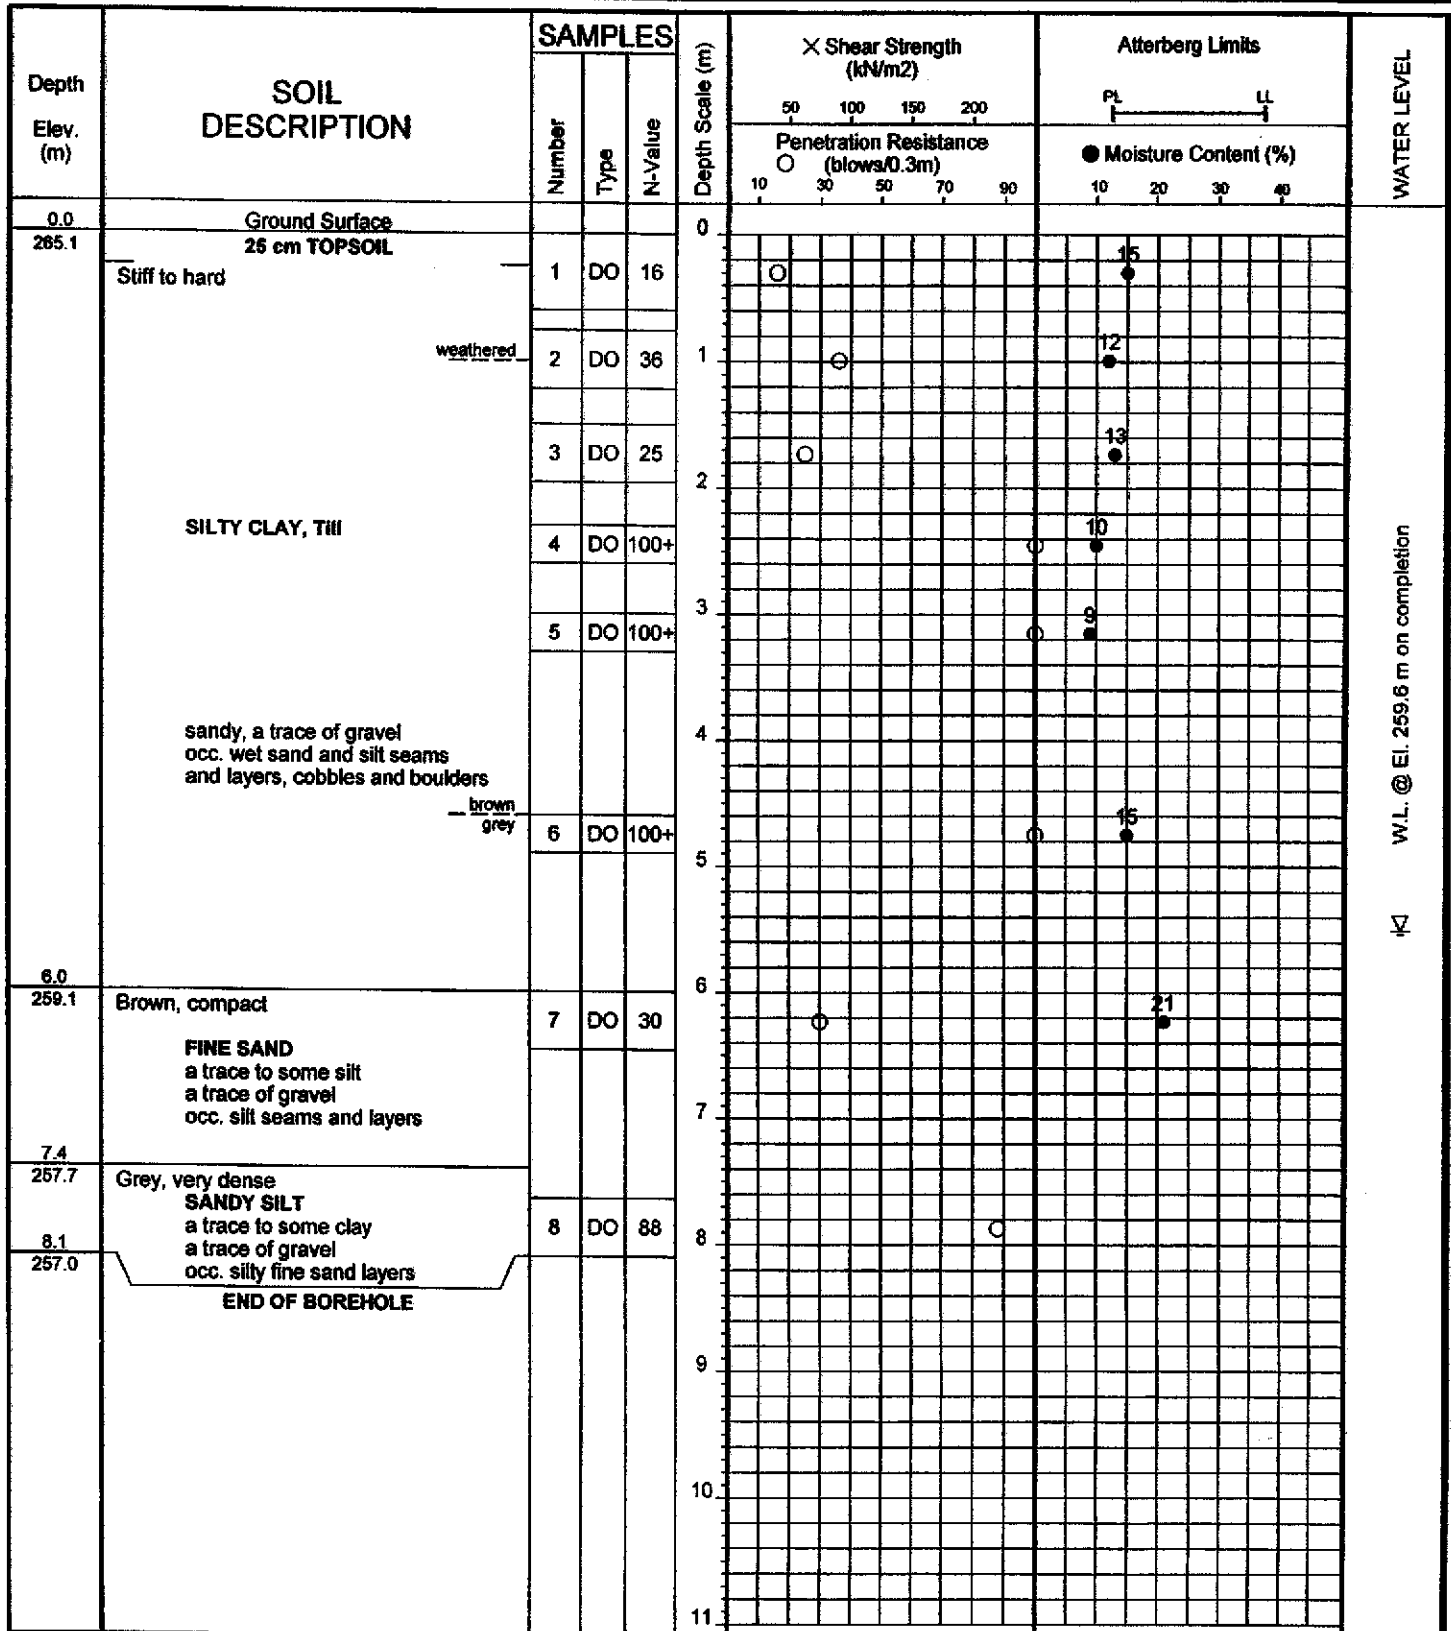 Depth
Elev.
(m)
SOIL
DESCRIPTION
SAMPLES
Number
Type
N-Value
Depth Scale (m)
× Shear Strength
(kN/m2)
50 100 150 200
Penetration Resistance
(blows/0.3m)
10 30 50 70 90
Atterberg Limits
PL LL
● Moisture Content (%)
10 20 30 40
WATER LEVEL
0.0
Ground Surface
0
265.1
25 cm TOPSOIL
Stiff to hard
1 DO 16
15
weathered
2 DO 36
1
12
3 DO 25
13
2
SILTY CLAY, Till
4 DO 100+
10
3
5 DO 100+
9
sandy, a trace of gravel
occ. wet sand and silt seams
and layers, cobbles and boulders
4
brown
grey
6 DO 100+
15
5
W.L. @ El. 259.6 m on completion
6.0
6
259.1
Brown, compact
7 DO 30
21
FINE SAND
a trace to some silt
a trace of gravel
occ. silt seams and layers
7
7.4
257.7
Grey, very dense
SANDY SILT
a trace to some clay
a trace of gravel
occ. silty fine sand layers
8 DO 88
8
8.1
257.0
END OF BOREHOLE
9
10
11